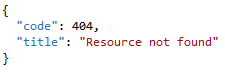 {
  "code": 404,
  "title": "Resource not found"
}